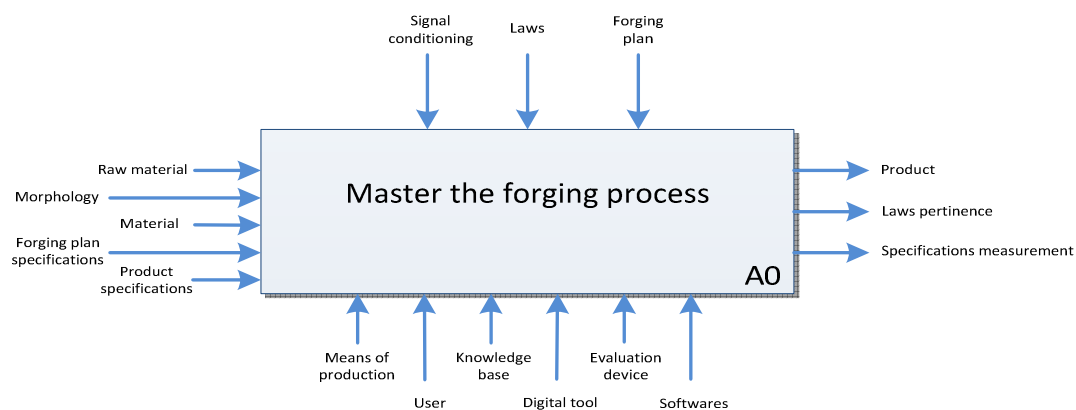 Signal
conditioning
Laws
Forging
plan
Raw material
Morphology
Material
Forging plan
specifications
Product
specifications
Master the forging process
A0
Product
Laws pertinence
Specifications measurement
Means of
production
User
Knowledge
base
Digital tool
Evaluation
device
Softwares